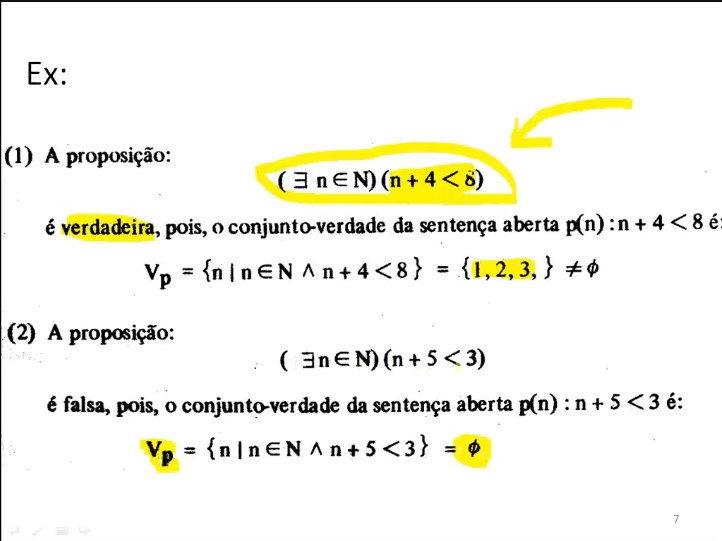 Ex:
(1) A proposição:
( ∃ n ∈ N) (n + 4 < 8)
é verdadeira, pois, o conjunto-verdade da sentença aberta p(n) : n + 4 < 8 é:
Vp = {n | n ∈ N ∧ n + 4 < 8 } = {1, 2, 3, } ≠ ϕ
(2) A proposição:
( ∃n ∈ N) (n + 5 < 3)
é falsa, pois, o conjunto-verdade da sentença aberta p(n) : n + 5 < 3 é:
Vp = {n | n ∈ N ∧ n + 5 < 3} = ϕ
7